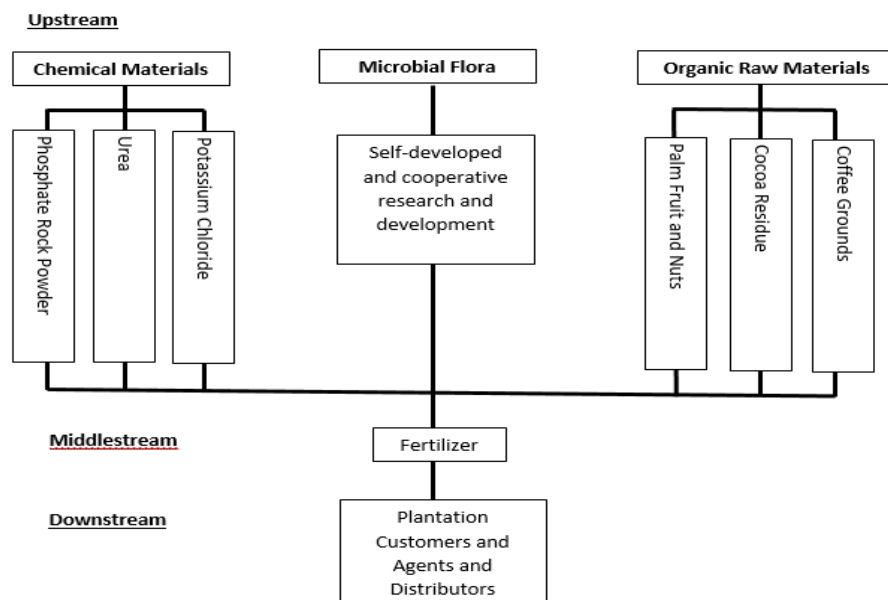 Upstream
Chemical Materials
Microbial Flora
Organic Raw Materials
Phosphate Rock Powder
Urea
Potassium Chloride
Self-developed
and cooperative
research and
development
Palm Fruit and Nuts
Cocoa Residue
Coffee Grounds
Middlestream
Fertilizer
Downstream
Plantation
Customers and
Agents and
Distributors